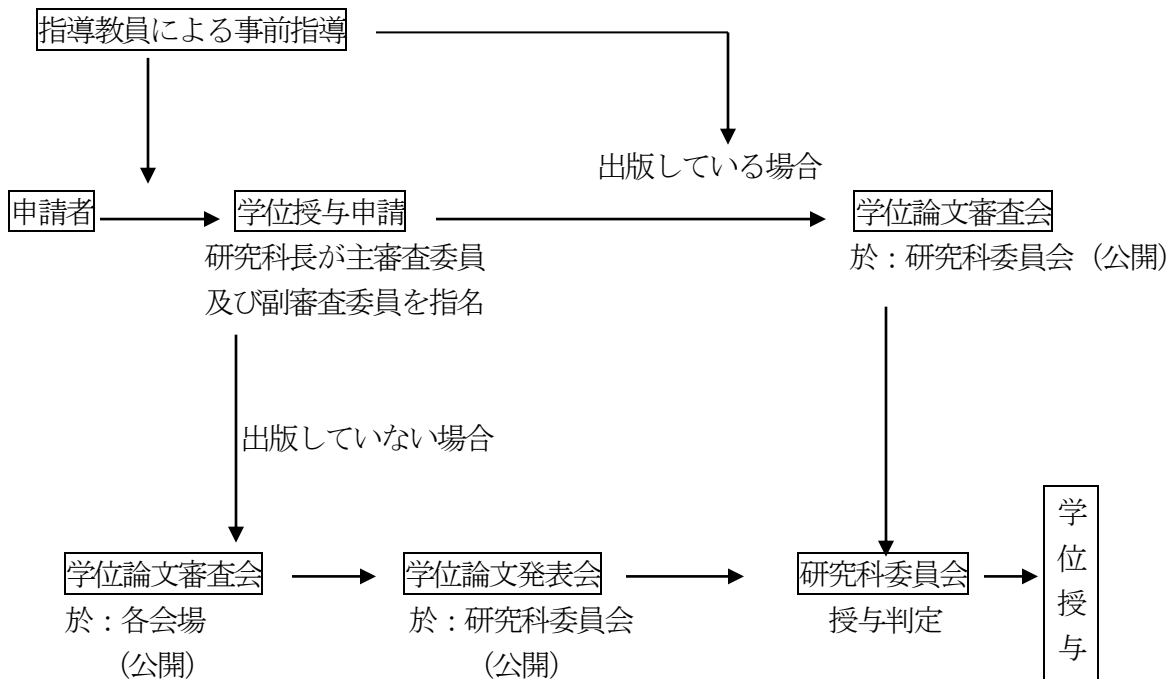 指導教員による事前指導
出版している場合
申請者
学位授与申請
学位論文審査会
研究科長が主審査委員
及び副審査委員を指名
於：研究科委員会（公開）
出版していない場合
学位論文審査会
於：各会場
（公開）
学位論文発表会
於：研究科委員会
（公開）
研究科委員会
授与判定
学位授与